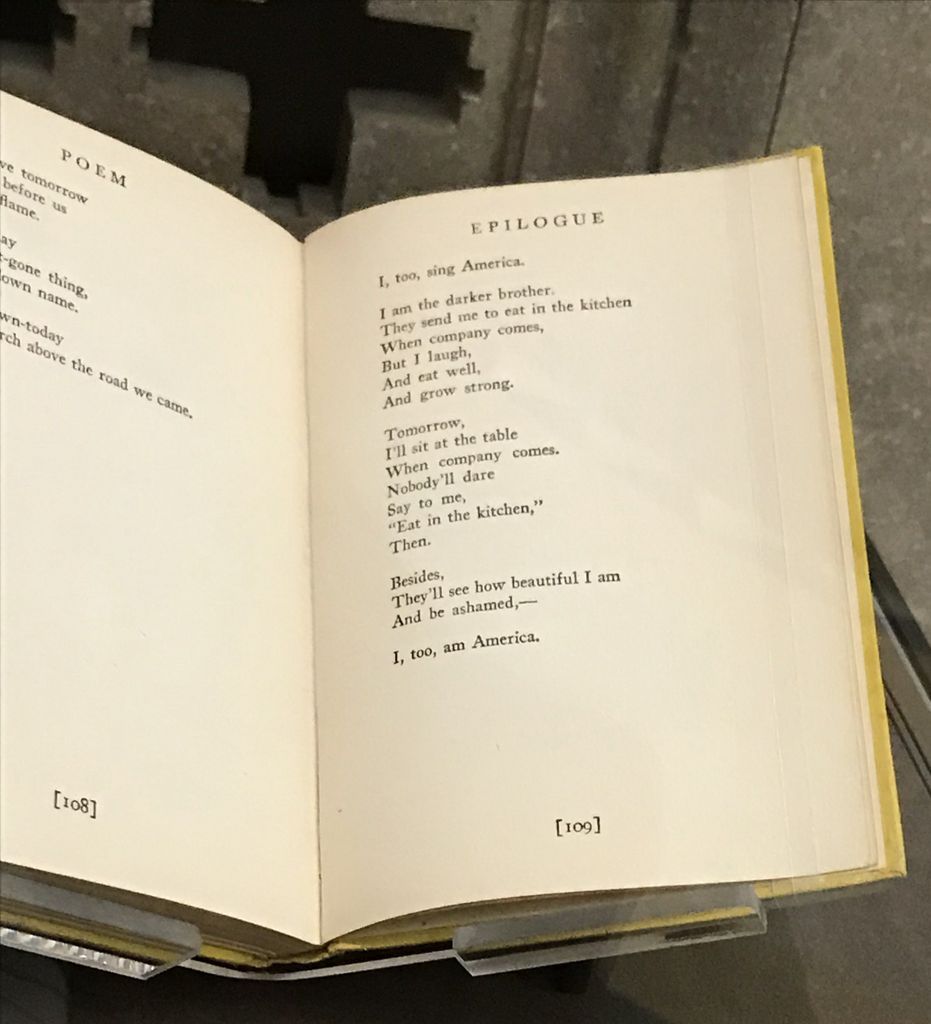 POEM
ve tomorrow
before us
flame.
ay
-gone thing,
own name.
wn-today
rch above the road we came.
[108]
EPILOGUE
I, too, sing America.
I am the darker brother.
They send me to eat in the kitchen
When company comes,
But I laugh,
And eat well,
And grow strong.
Tomorrow,
I'll sit at the table
When company comes.
Nobody'll dare
Say to me,
“Eat in the kitchen,”
Then.
Besides,
They'll see how beautiful I am
And be ashamed,—
I, too, am America.
[109]